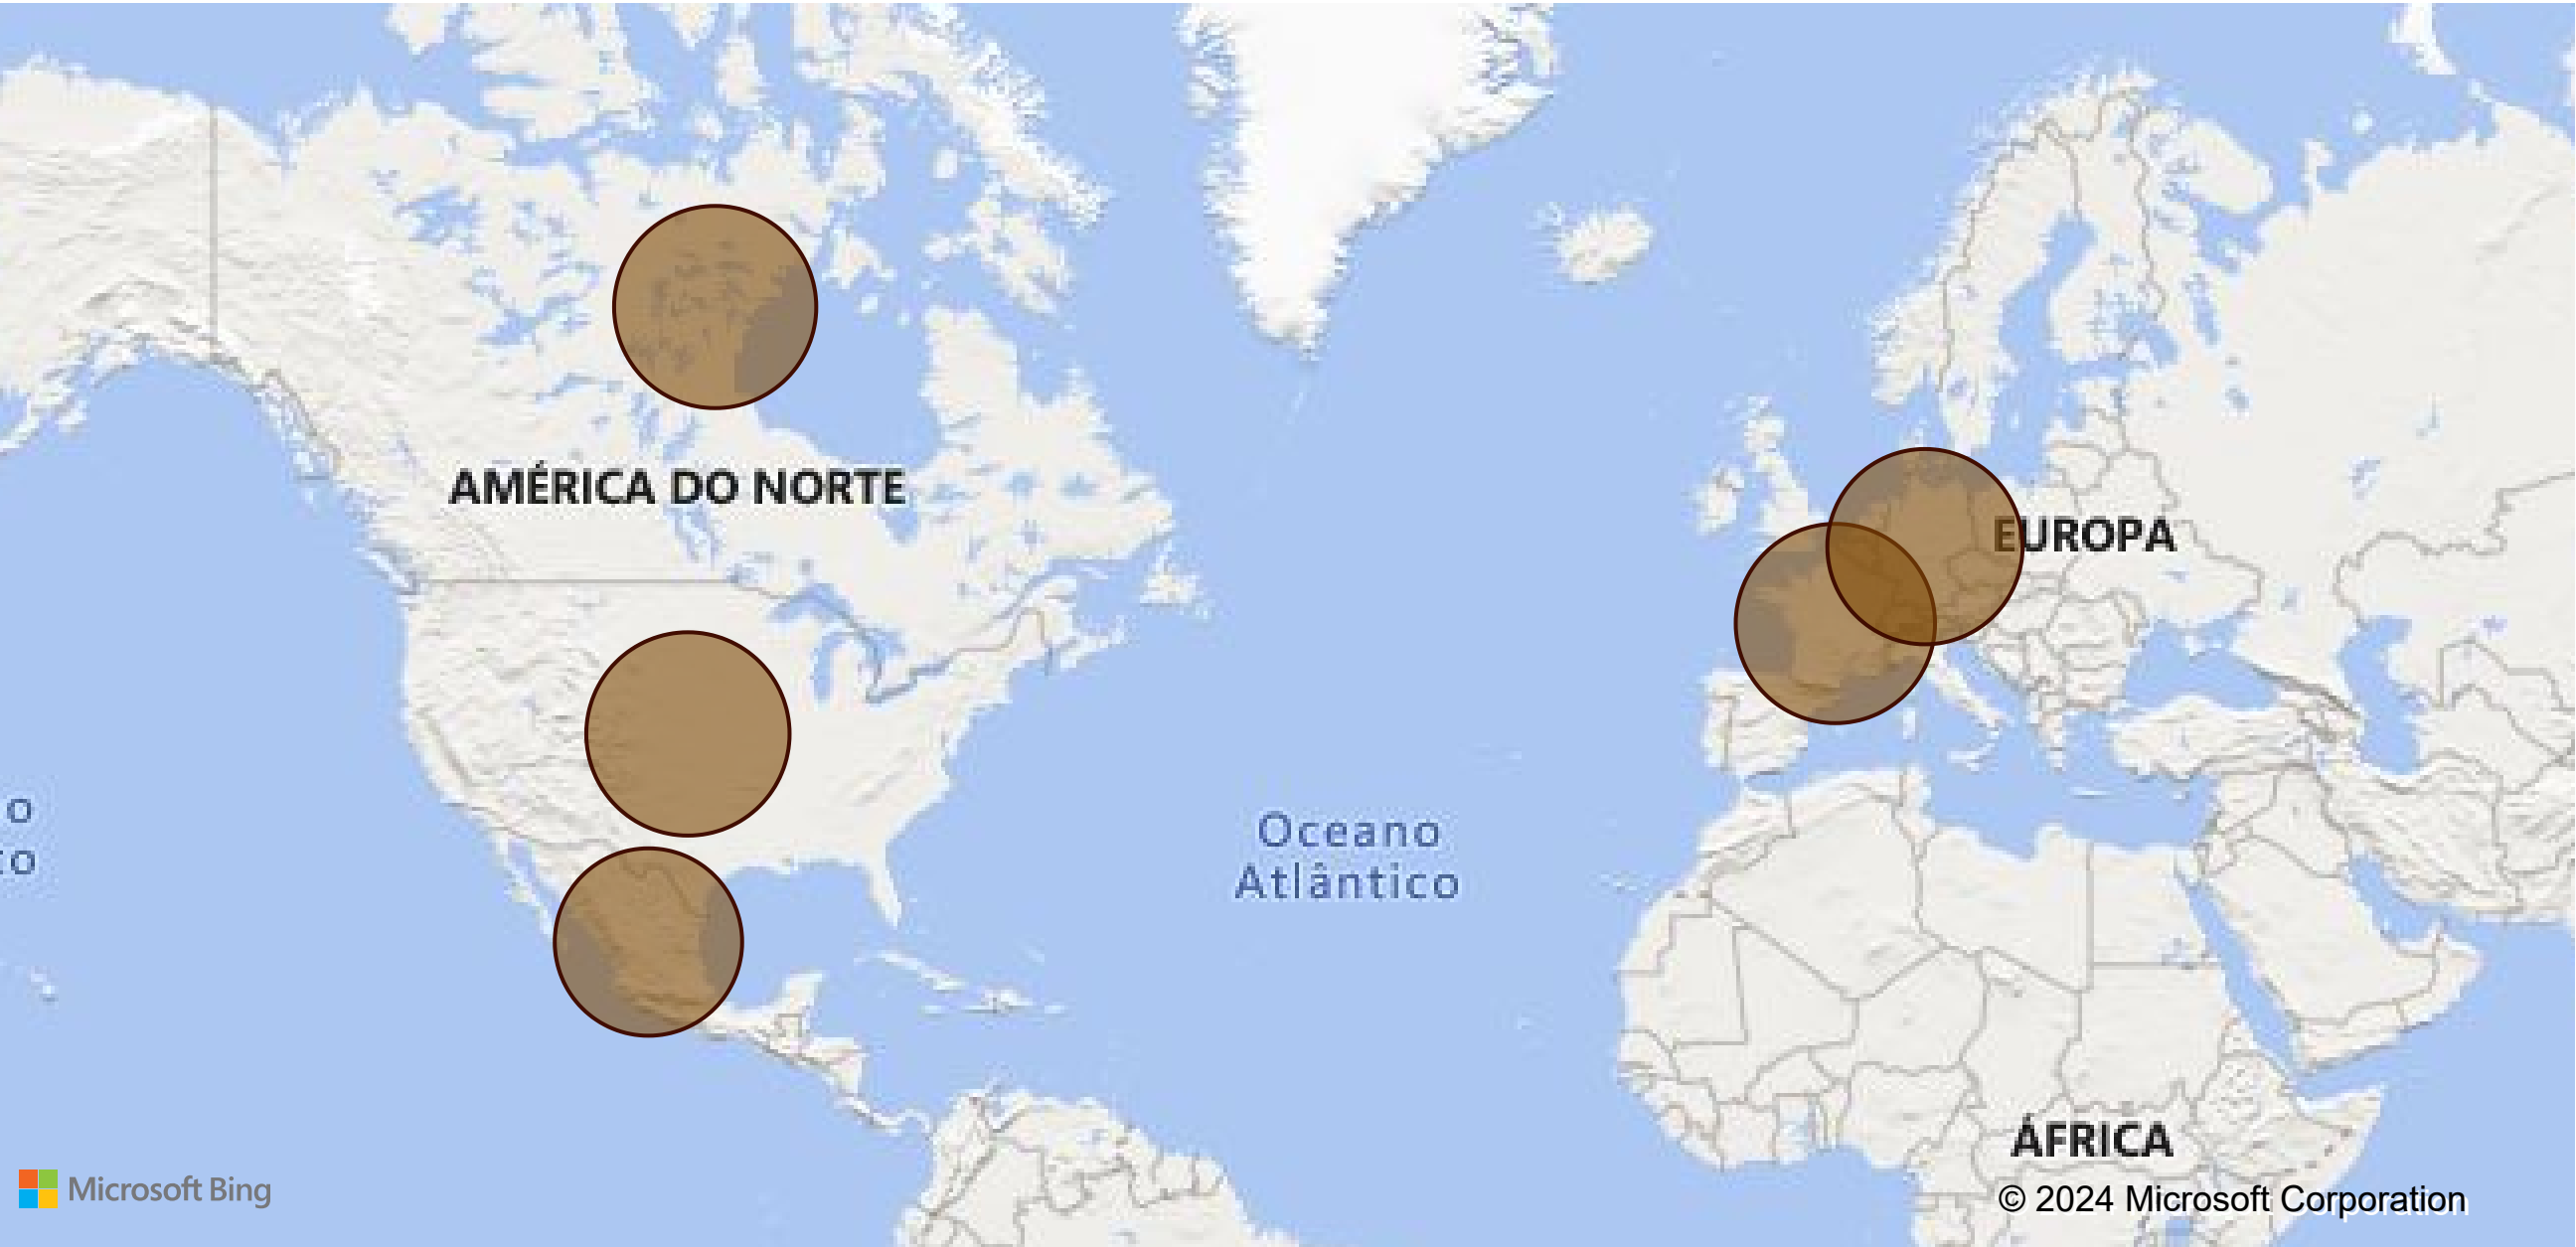 AMÉRICA DO NORTE
EUROPA
o
Oceano
Atlântico
ÁFRICA
Microsoft Bing
© 2024 Microsoft Corporation